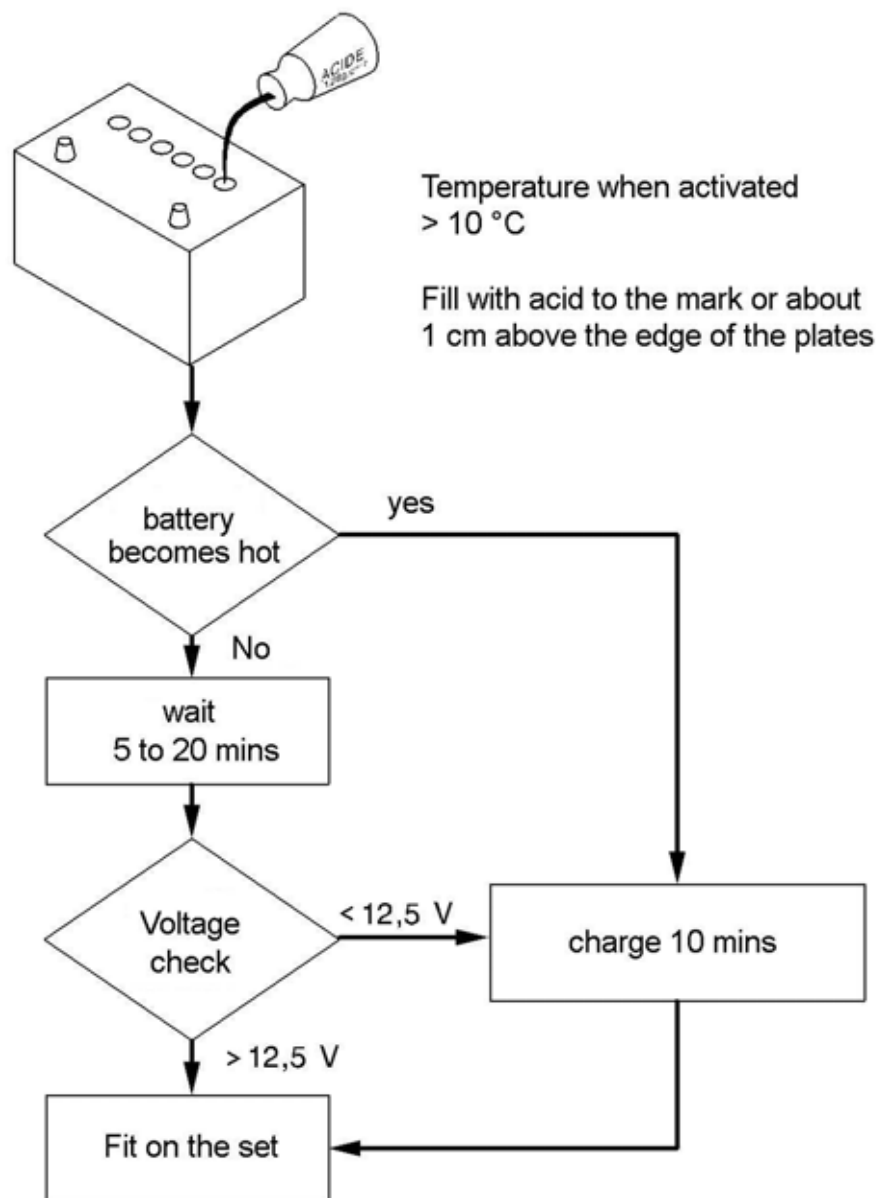 ACIDE
Temperature when activated
> 10 °C
Fill with acid to the mark or about
1 cm above the edge of the plates
battery
becomes hot
yes
No
wait
5 to 20 mins
Voltage
check
< 12,5 V
charge 10 mins
> 12,5 V
Fit on the set